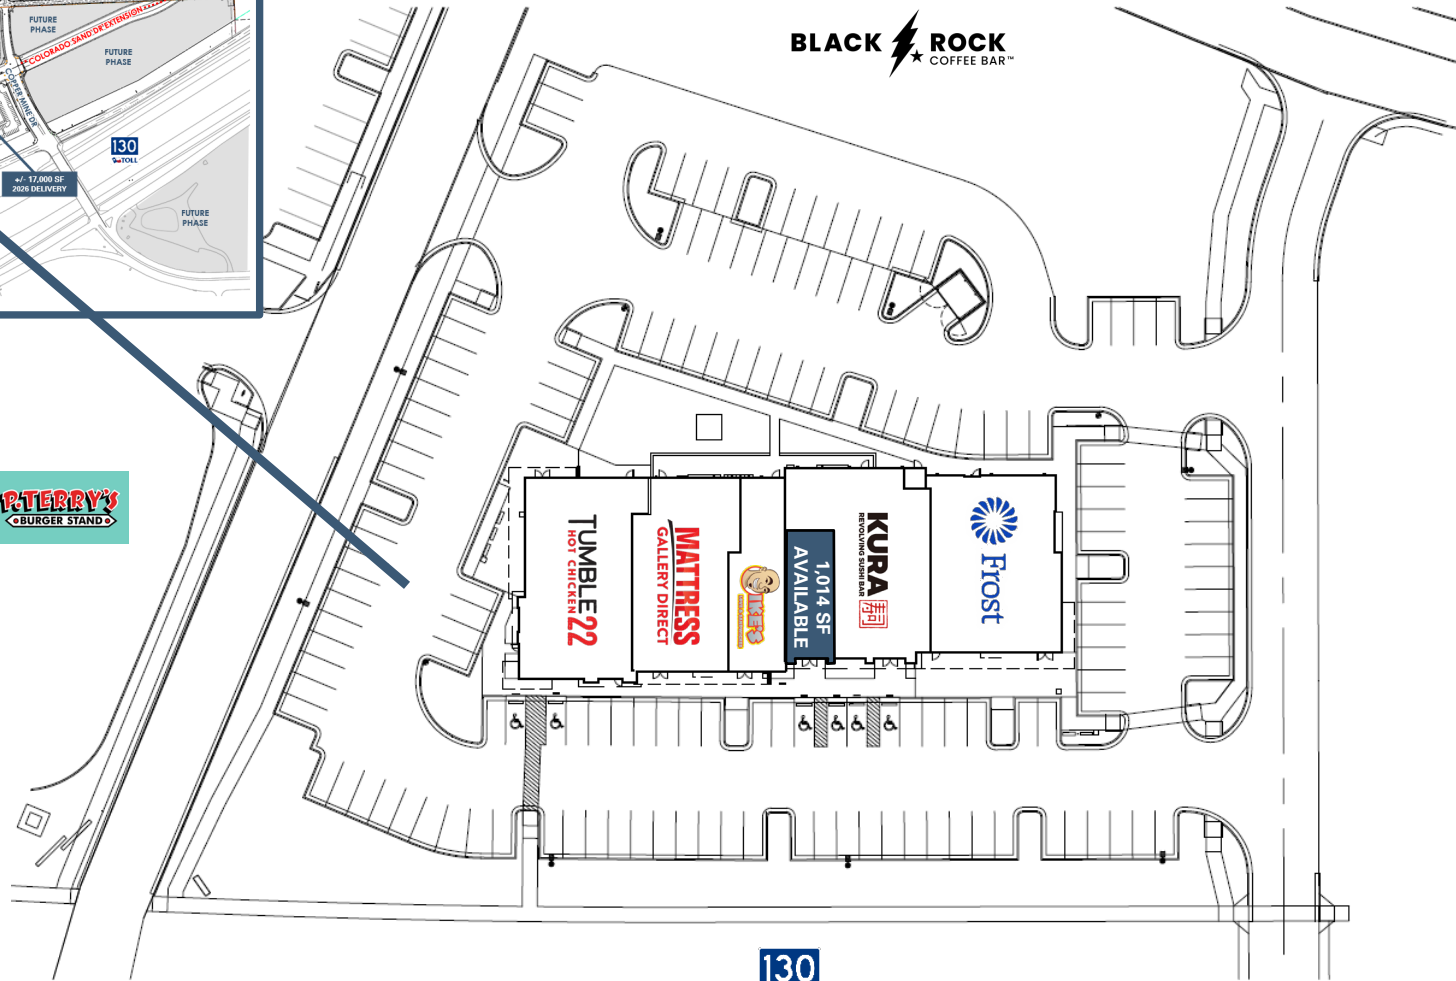 FUTURE
PHASE
COLORADO SAND DR EXTENSION
FUTURE
PHASE
COPPER MINE DR
130
TOLL
+/- 17,000 SF
2026 DELIVERY
FUTURE
PHASE
BLACK ROCK
COFFEE BAR™
P.TERRY'S
BURGER STAND
TUMBLE 22
HOT CHICKEN
MATTRESS
GALLERY DIRECT
IKE'S
1,014 SF
AVAILABLE
KURA
REVOLVING SUSHI BAR
Frost
130